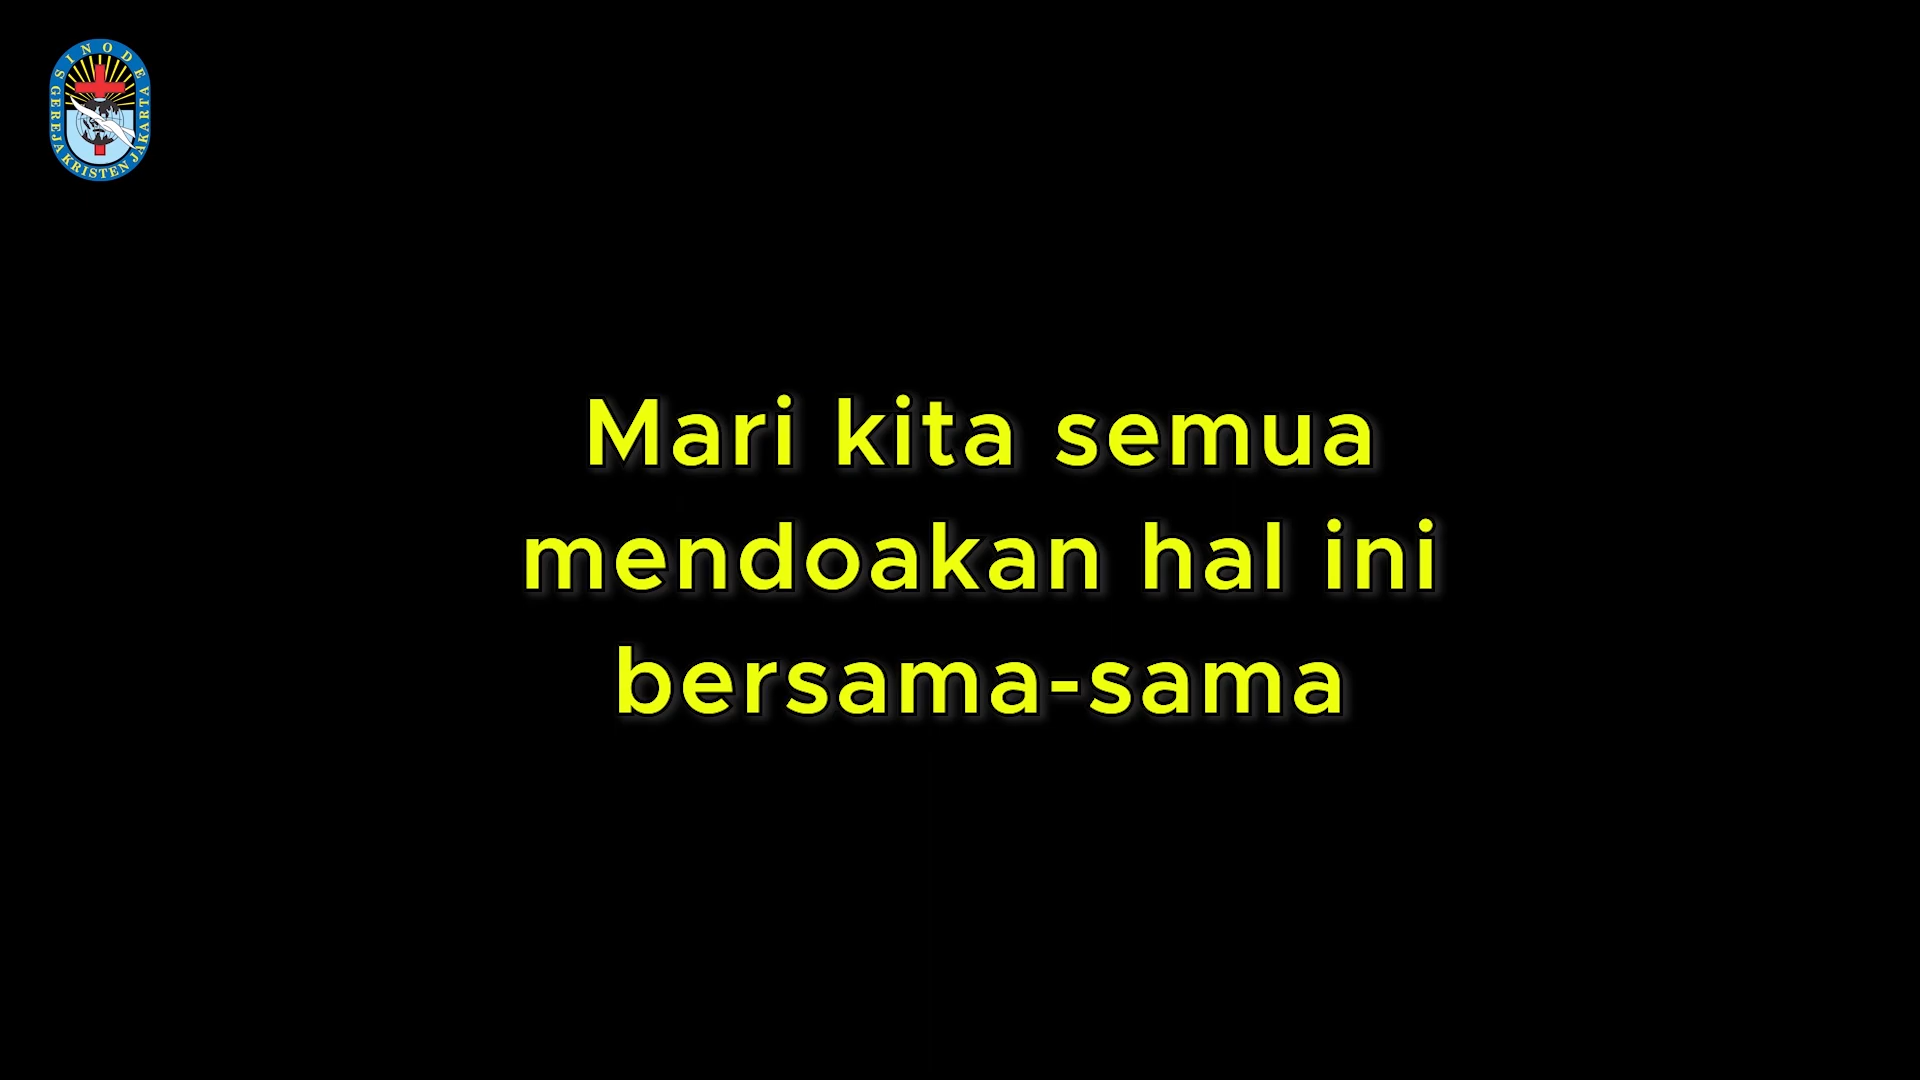 SINODE
GEREJA KRISTEN JAKARTA
Mari kita semua
mendoakan hal ini
bersama-sama